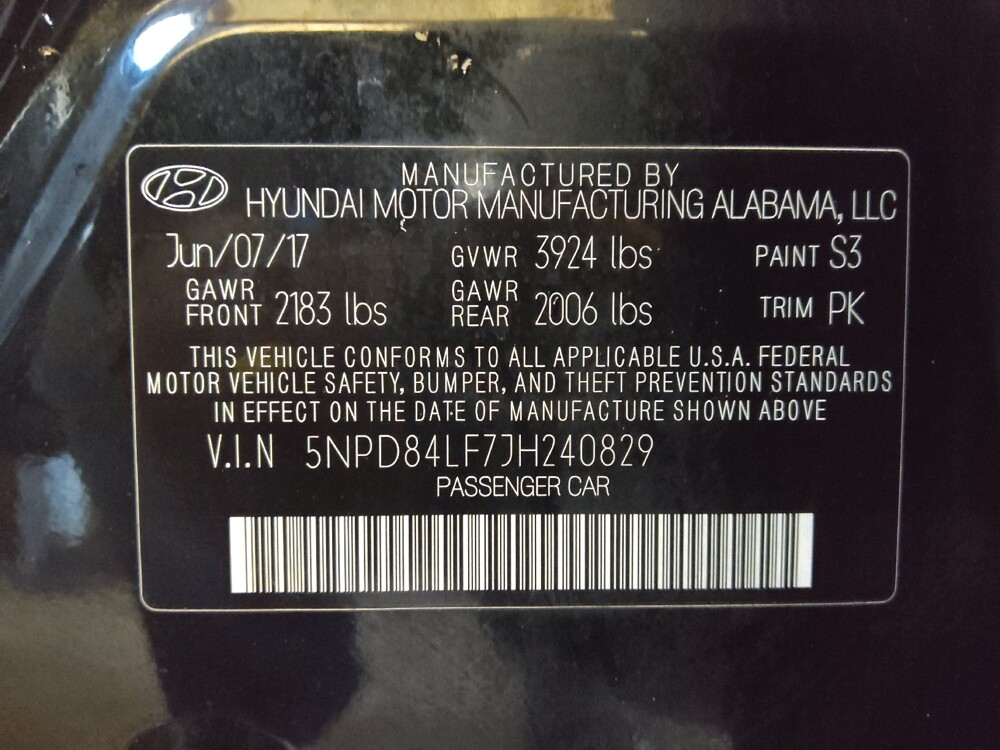 MANUFACTURED BY
HYUNDAI MOTOR MANUFACTURING ALABAMA, LLC
Jun/07/17 GVWR 3924 lbs PAINT S3
GAWR FRONT 2183 lbs GAWR REAR 2006 lbs TRIM PK
THIS VEHICLE CONFORMS TO ALL APPLICABLE U.S.A. FEDERAL
MOTOR VEHICLE SAFETY, BUMPER, AND THEFT PREVENTION STANDARDS
IN EFFECT ON THE DATE OF MANUFACTURE SHOWN ABOVE
V.I.N 5NPD84LF7JH240829
PASSENGER CAR